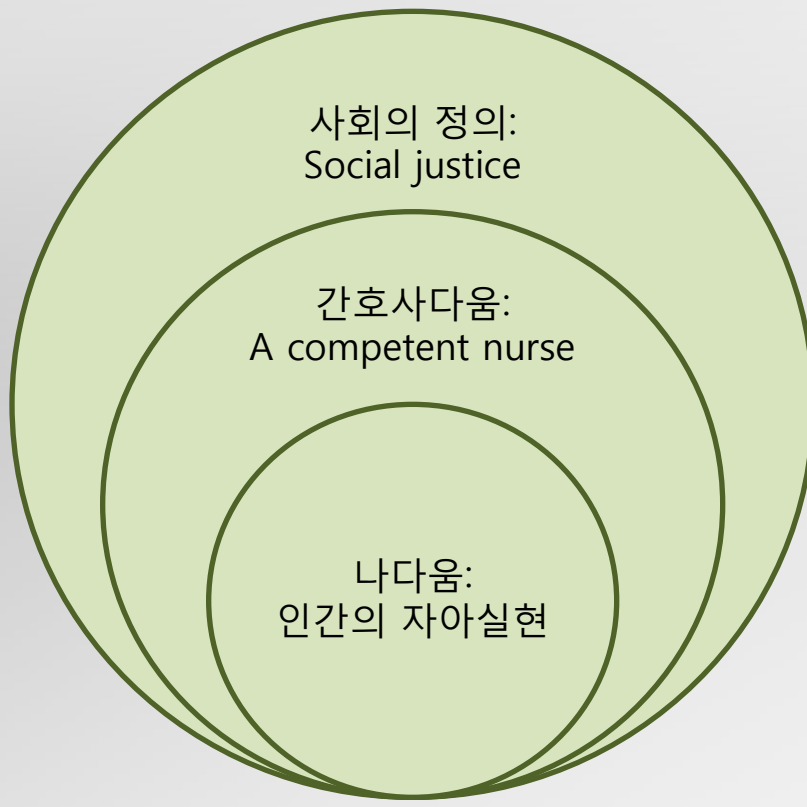 사회의 정의:
Social justice
간호사다움:
A competent nurse
나다움:
인간의 자아실현